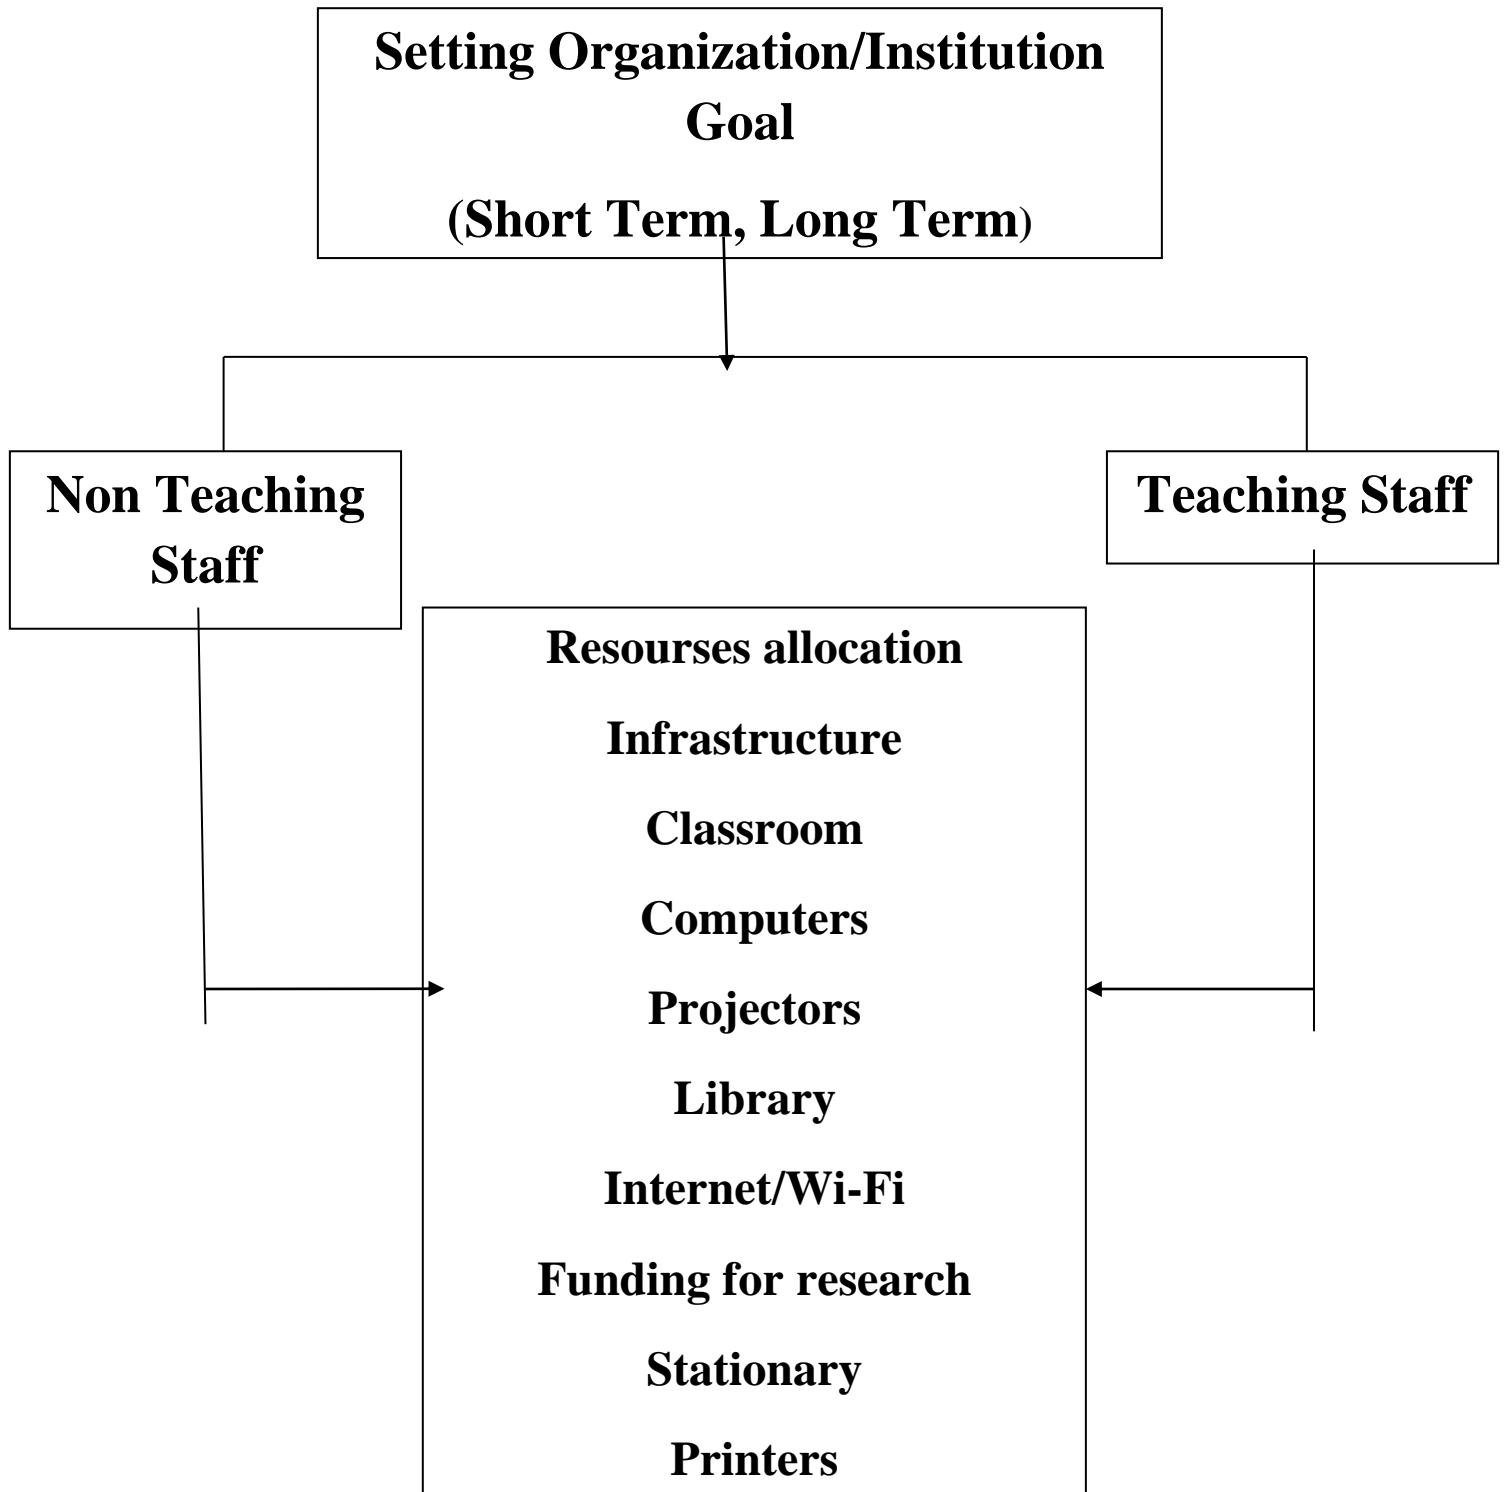 Setting Organization/Institution
Goal
(Short Term, Long Term)
Non Teaching
Staff
Teaching Staff
Resourses allocation
Infrastructure
Classroom
Computers
Projectors
Library
Internet/Wi-Fi
Funding for research
Stationary
Printers